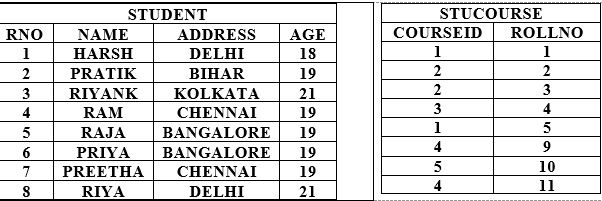 STUDENT
RNO NAME ADDRESS AGE
1 HARSH DELHI 18
2 PRATIK BIHAR 19
3 RIYANK KOLKATA 21
4 RAM CHENNAI 19
5 RAJA BANGALORE 19
6 PRIYA BANGALORE 19
7 PREETHA CHENNAI 19
8 RIYA DELHI 21
STUCOURSE
COURSEID ROLLNO
1 1
2 2
2 3
3 4
1 5
4 9
5 10
4 11